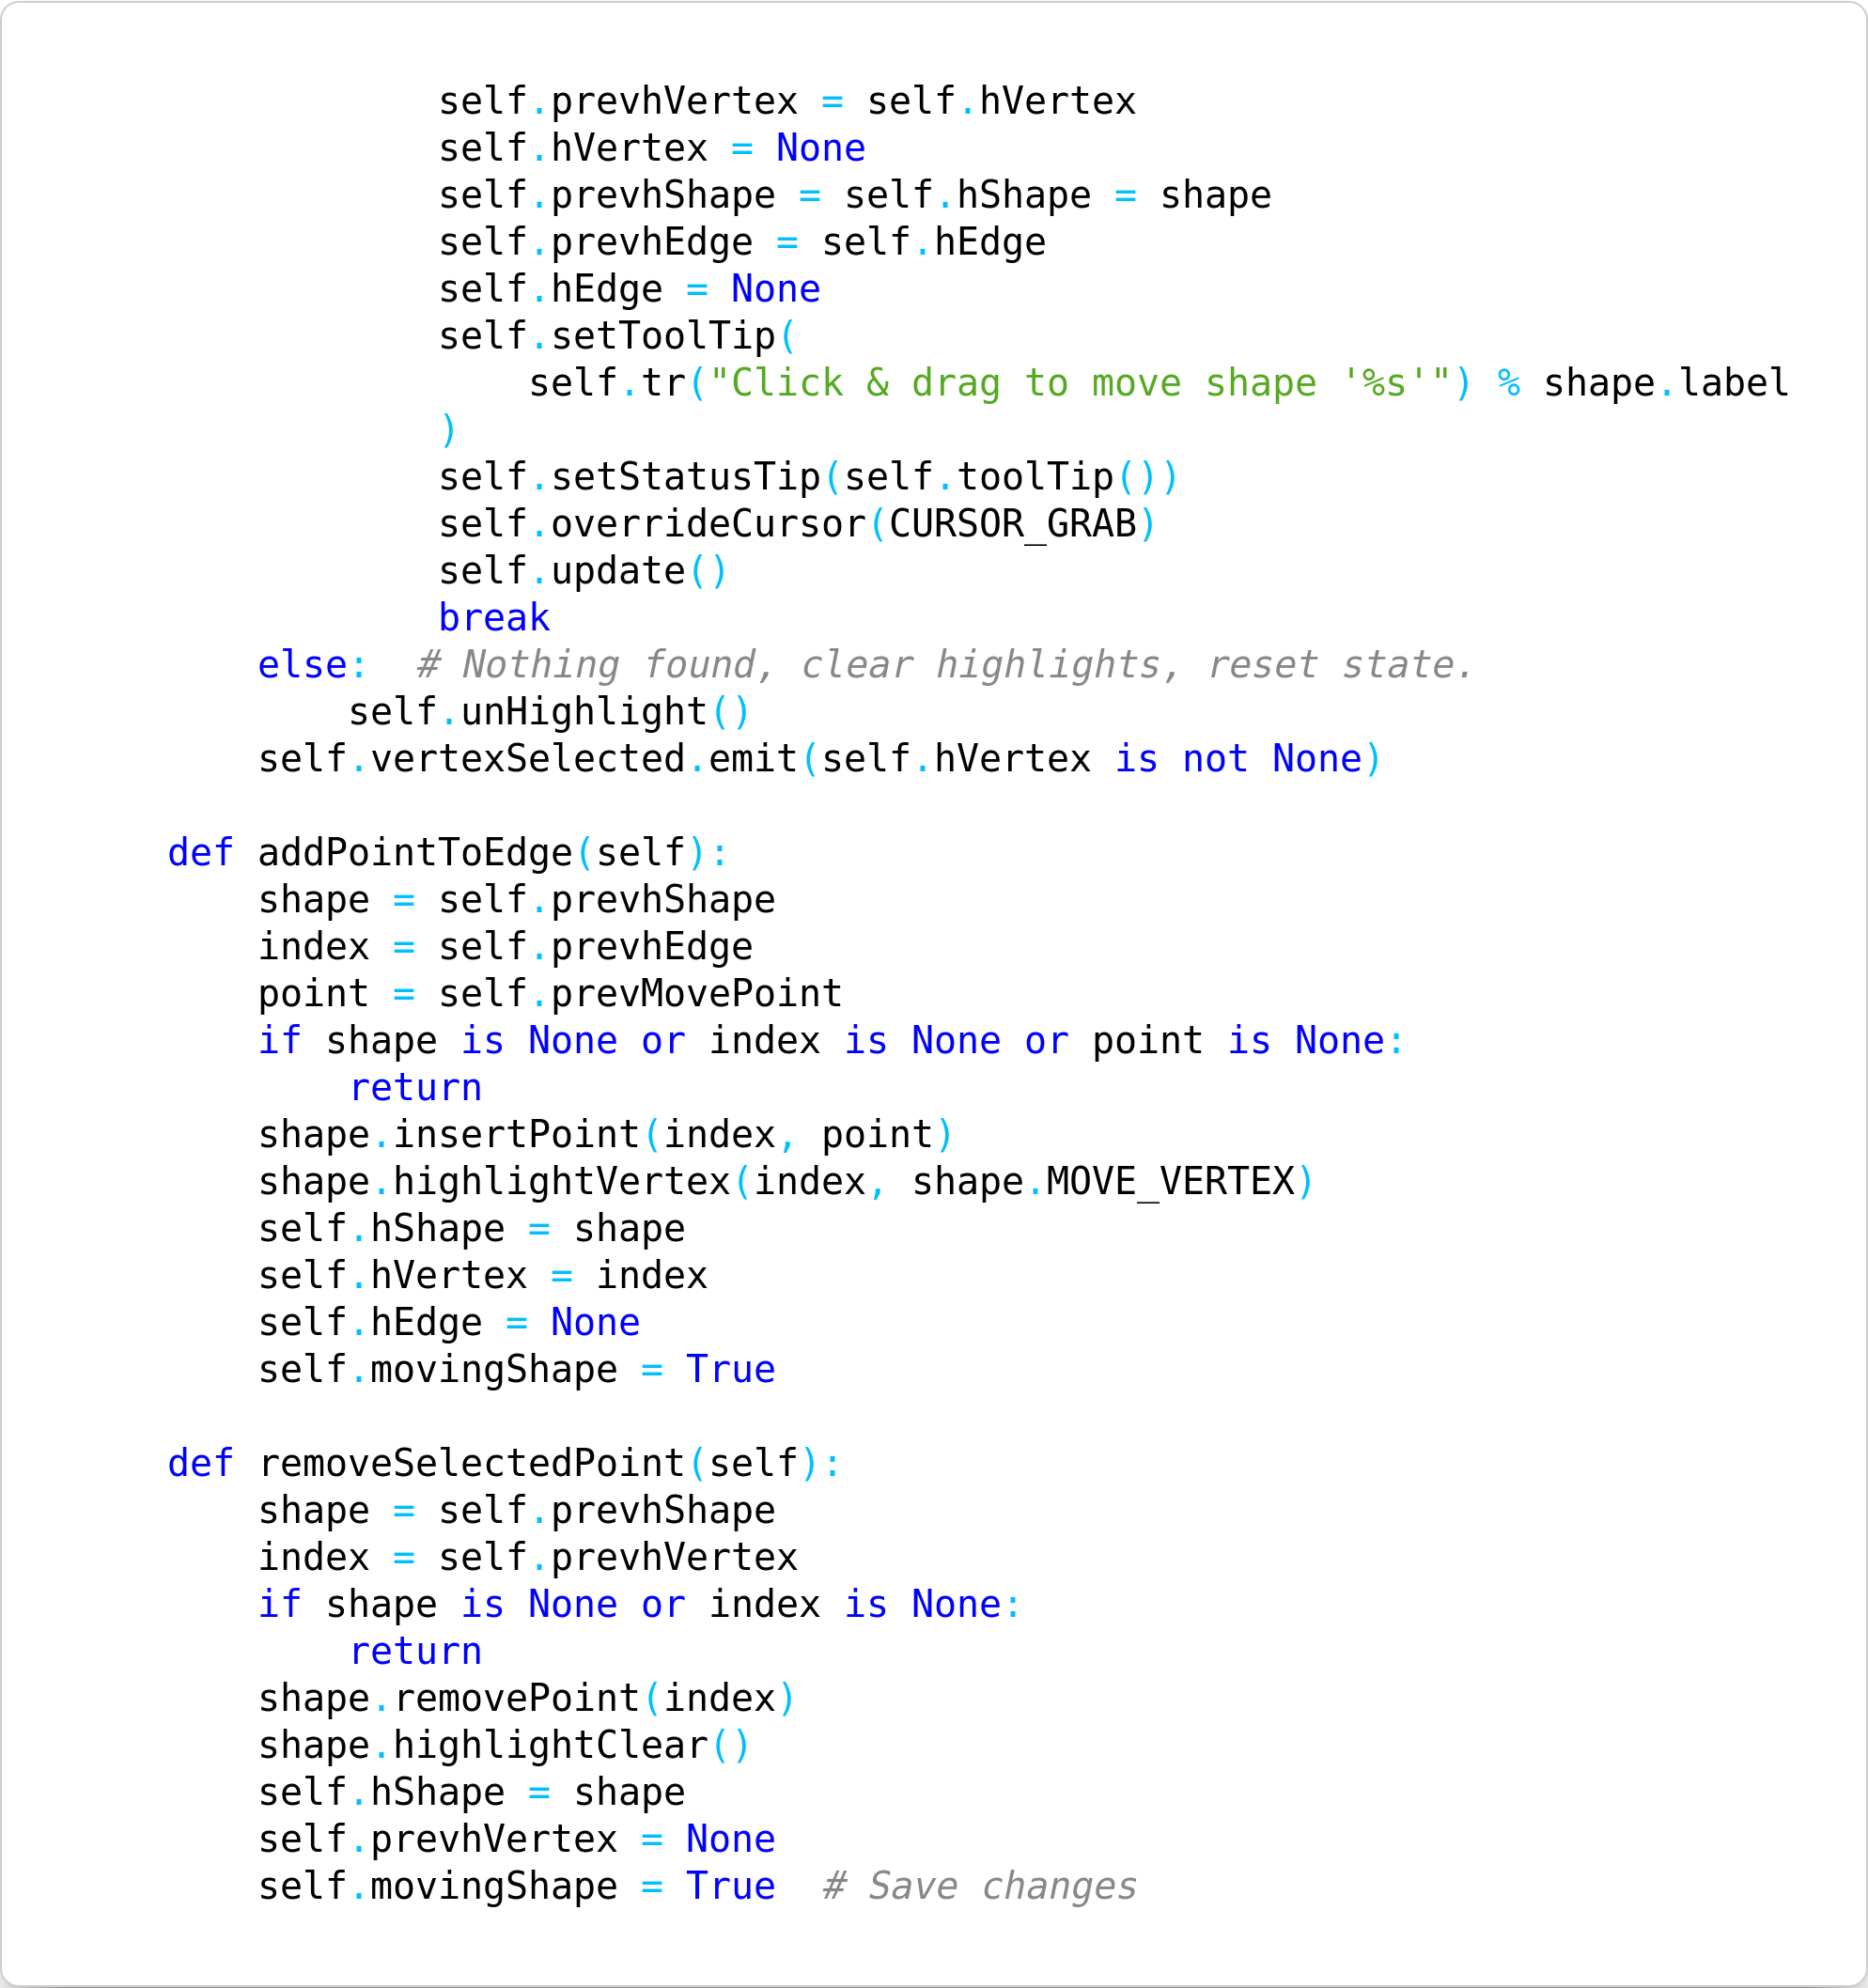 self.prevhVertex = self.hVertex
            self.hVertex = None
            self.prevhShape = self.hShape = shape
            self.prevhEdge = self.hEdge
            self.hEdge = None
            self.setToolTip(
                self.tr("Click & drag to move shape '%s'") % shape.label
            )
            self.setStatusTip(self.toolTip())
            self.overrideCursor(CURSOR_GRAB)
            self.update()
            break
    else:  # Nothing found, clear highlights, reset state.
        self.unHighlight()
    self.vertexSelected.emit(self.hVertex is not None)

def addPointToEdge(self):
    shape = self.prevhShape
    index = self.prevhEdge
    point = self.prevMovePoint
    if shape is None or index is None or point is None:
        return
    shape.insertPoint(index, point)
    shape.highlightVertex(index, shape.MOVE_VERTEX)
    self.hShape = shape
    self.hVertex = index
    self.hEdge = None
    self.movingShape = True

def removeSelectedPoint(self):
    shape = self.prevhShape
    index = self.prevhVertex
    if shape is None or index is None:
        return
    shape.removePoint(index)
    shape.highlightClear()
    self.hShape = shape
    self.prevhVertex = None
    self.movingShape = True  # Save changes